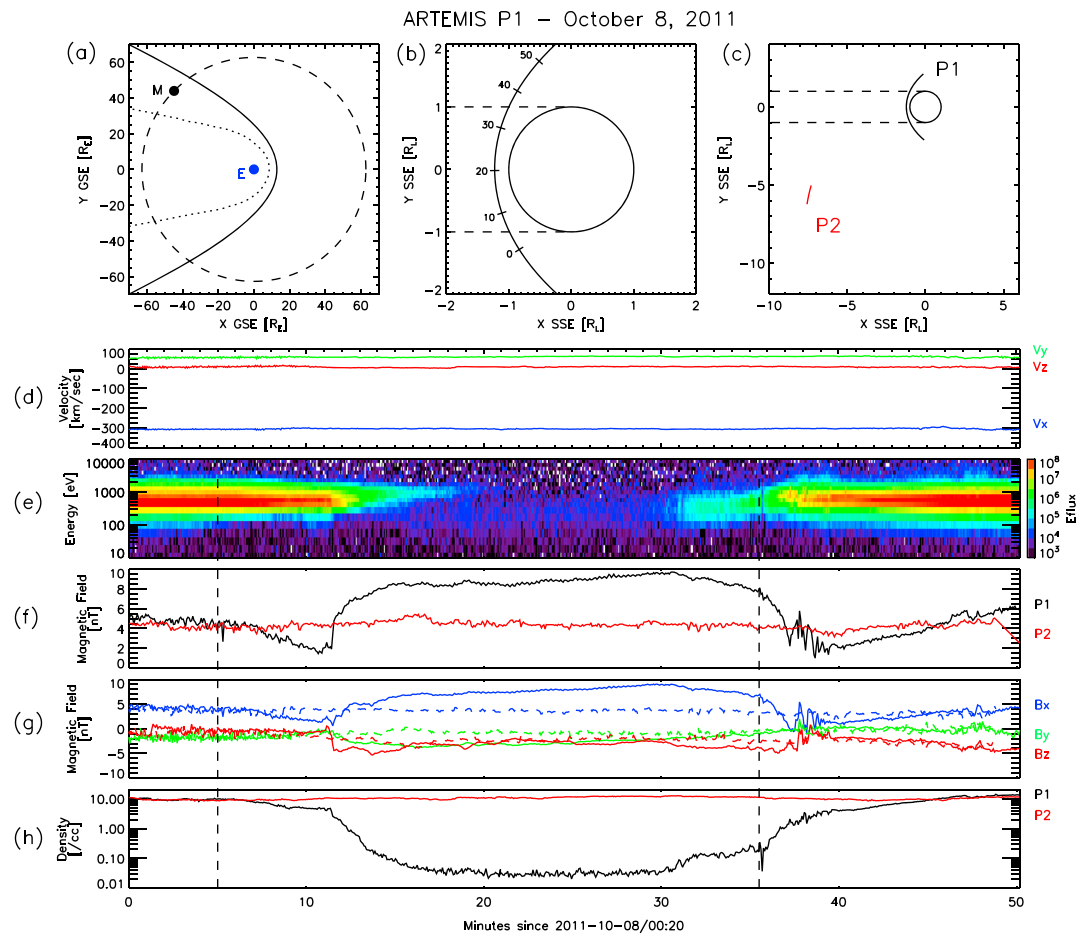 ARTEMIS P1 – October 8, 2011
(a)
Y GSE [RE]
60
40
20
0
−20
−40
−60
M
E
−60 −40 −20 0 20 40 60
X GSE [RE]
(b)
Y SSE [RL]
2
1
0
−1
−2
50
40
30
20
10
0
−2 −1 0 1 2
X SSE [RL]
(c)
Y SSE [RL]
0
−5
−10
P1
P2
−10 −5 0 5
X SSE [RL]
(d)
Velocity
[km/sec]
100
0
−100
−200
−300
−400
Vy
Vz
Vx
(e)
Energy [eV]
10000
1000
100
10
10^8
10^7
10^6
10^5
10^4
10^3
Eflux
(f)
Magnetic Field
[nT]
10
8
6
4
2
0
P1
P2
(g)
Magnetic Field
[nT]
10
5
0
−5
−10
Bx
By
Bz
(h)
Density
[/cc]
10.00
1.00
0.10
0.01
P1
P2
0 10 20 30 40 50
Minutes since 2011−10−08/00:20